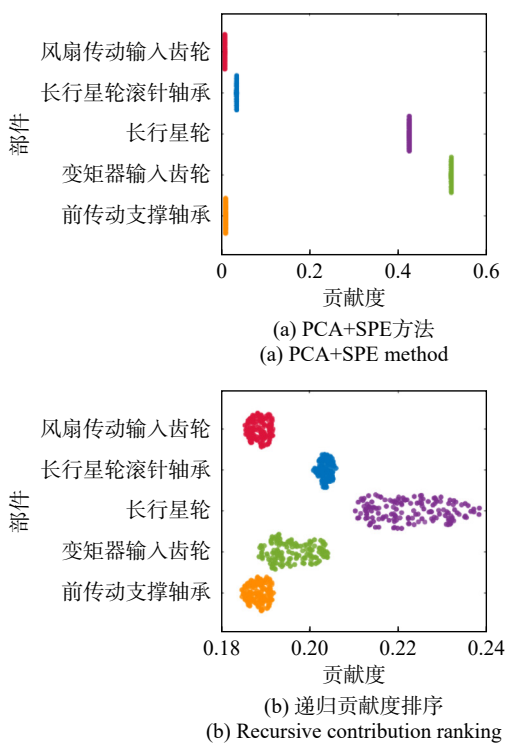 部件
风扇传动输入齿轮
长行星轮滚针轴承
长行星轮
变矩器输入齿轮
前传动支撑轴承
0 0.2 0.4 0.6
贡献度
(a) PCA+SPE方法
(a) PCA+SPE method
部件
风扇传动输入齿轮
长行星轮滚针轴承
长行星轮
变矩器输入齿轮
前传动支撑轴承
0.18 0.20 0.22 0.24
贡献度
(b) 递归贡献度排序
(b) Recursive contribution ranking